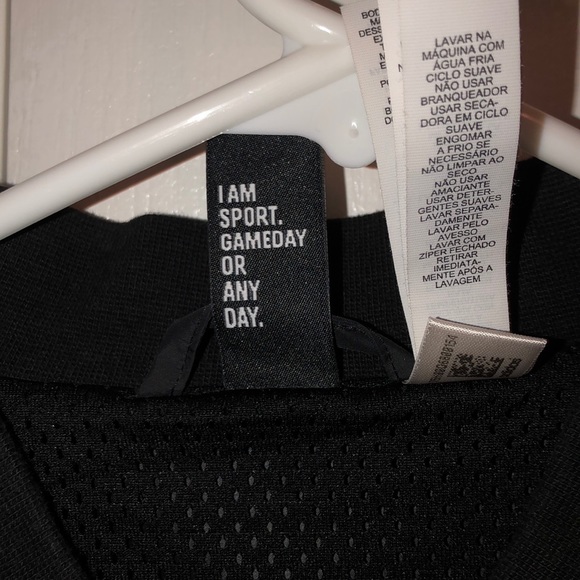 I AM
SPORT.
GAMEDAY
OR
ANY
DAY.
LAVAR NA
MÁQUINA COM
ÁGUA FRIA
CICLO SUAVE
NÃO USAR
BRANQUEADOR
USAR SECA-
DORA EM CICLO
SUAVE
ENGOMAR
A FRIO SE
NECESSÁRIO
NÃO LIMPAR AO
SECO
NÃO USAR
AMACIANTE
USAR DETER-
GENTES SUAVES
LAVAR SEPARA-
DAMENTE
LAVAR PELO
AVESSO
LAVAR COM
ZÍPER FECHADO
RETIRAR
IMEDIATA-
MENTE APÓS A
LAVAGEM
adidas